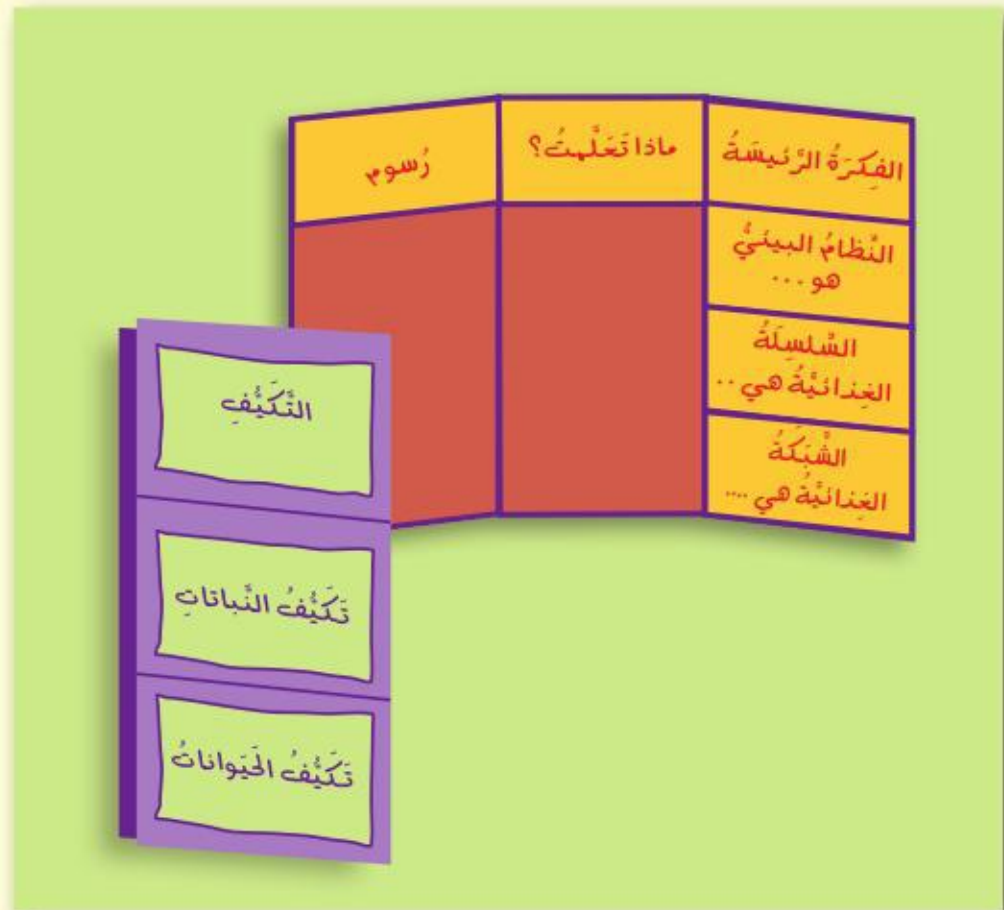 الفِكرَةُ الرَّئيسَةُ
ماذا تَعَلَّمتُ؟
رُسوم
النِّظامُ البيئيُّ
هو ...
السِّلسِلَةُ
الغِذائيَّةُ هي ..
الشَّبَكَةُ
الغِذائيَّةُ هي ....
التَّكَيُّفِ
تَكَيُّفُ النَّباتاتِ
تَكَيُّفُ الحَيَواناتُ